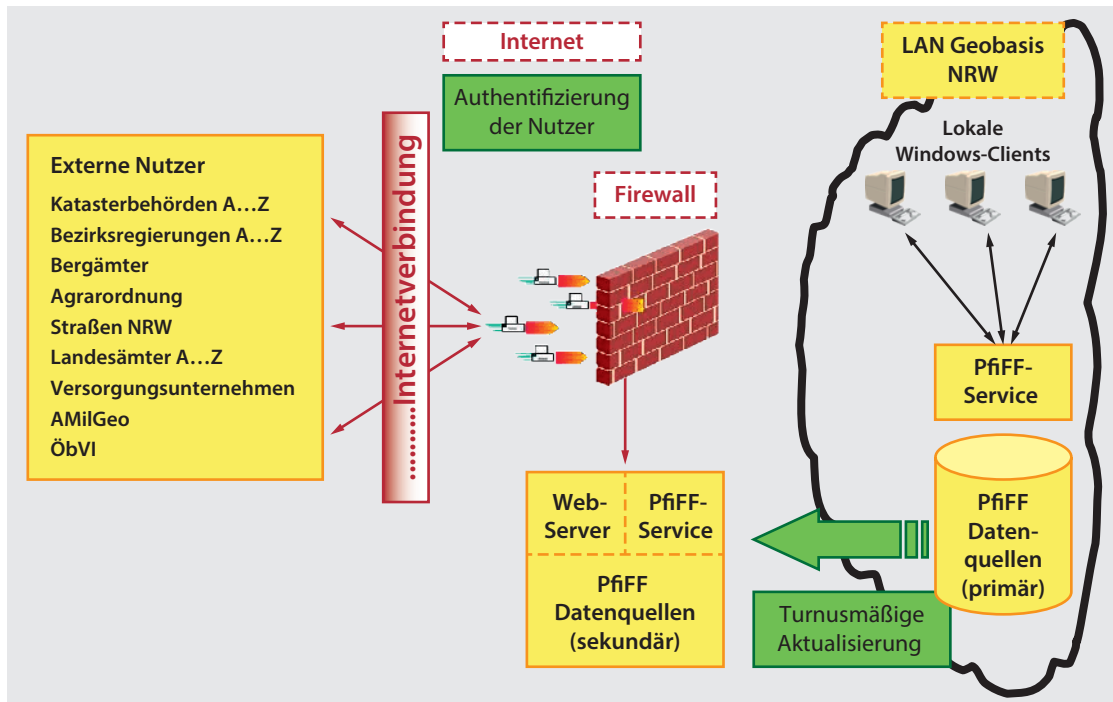 Internet
Authentifizierung
der Nutzer
LAN Geobasis
NRW
Lokale
Windows-Clients
Externe Nutzer
Katasterbehörden A…Z
Bezirksregierungen A…Z
Bergämter
Agrarordnung
Straßen NRW
Landesämter A…Z
Versorgungsunternehmen
AMilGeo
ÖbVI
..........Internetverbindung
Firewall
PfiFF-
Service
Web-
Server
PfiFF-
Service
PfiFF
Datenquellen
(sekundär)
PfiFF
Daten-
quellen
(primär)
Turnusmäßige
Aktualisierung